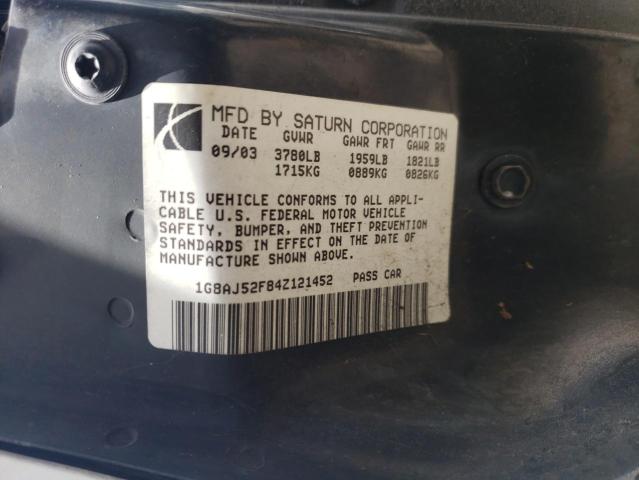 MFD BY SATURN CORPORATION
DATE GVWR GAWR FRT GAWR RR
09/03 3780LB 1959LB 1821LB
1715KG 0889KG 0826KG
THIS VEHICLE CONFORMS TO ALL APPLI-
CABLE U.S. FEDERAL MOTOR VEHICLE
SAFETY, BUMPER, AND THEFT PREVENTION
STANDARDS IN EFFECT ON THE DATE OF
MANUFACTURE SHOWN ABOVE.
1G8AJ52F84Z121452 PASS CAR